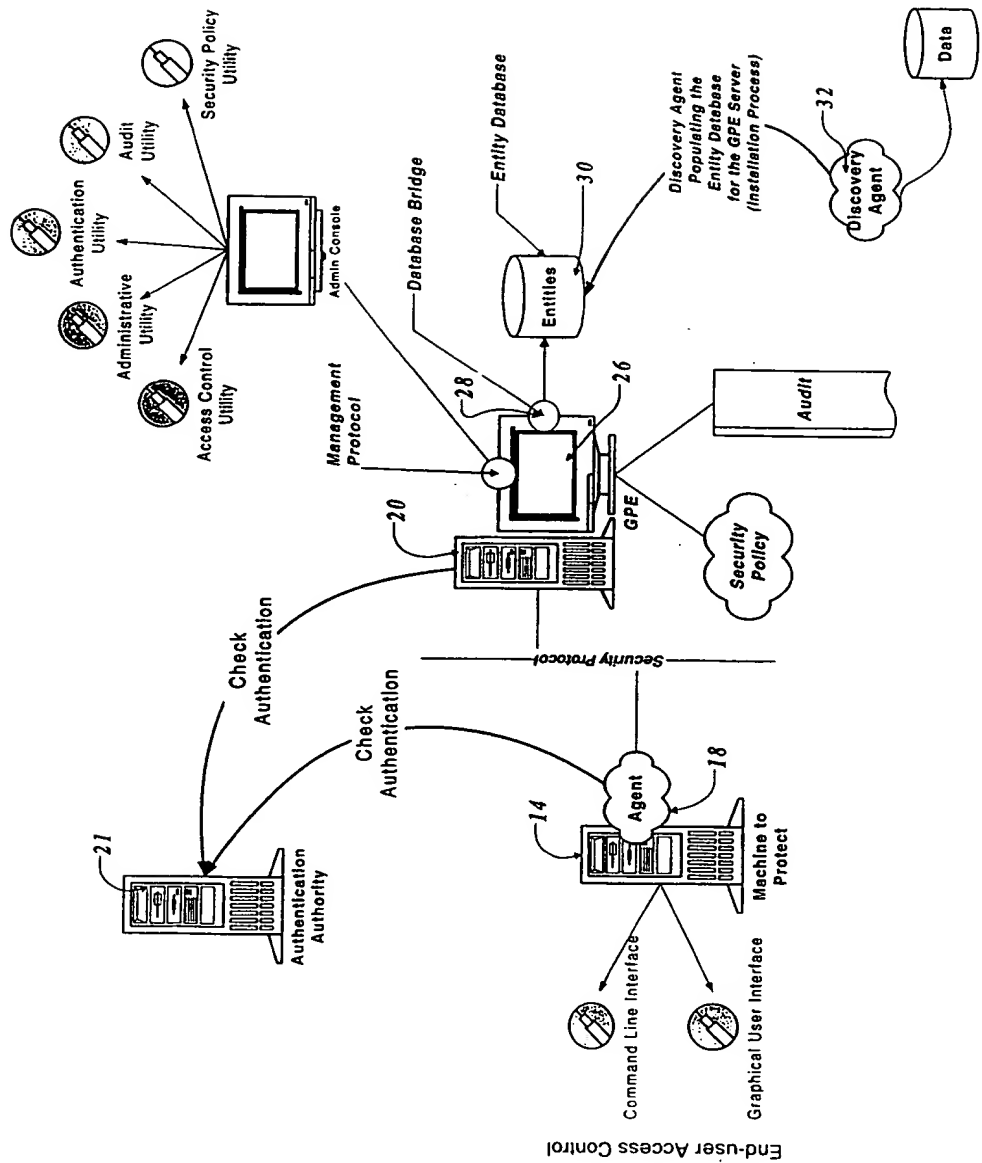 Access Control
Utility
Administrative
Utility
Authentication
Utility
Audit
Utility
Security Policy
Utility
Admin Console
Management
Protocol
Database Bridge
28
Entity Database
Entities
30
26
GPE
20
Discovery Agent
Populating the
Entity Database
for the GPE Server
(Installation Process)
32
Discovery
Agent
Data
Audit
Security
Policy
Security Protocol
Check
Authentication
Check
Authentication
21
Authentication
Authority
14
Agent
18
Machine to
Protect
Command Line Interface
Graphical User Interface
End-user Access Control